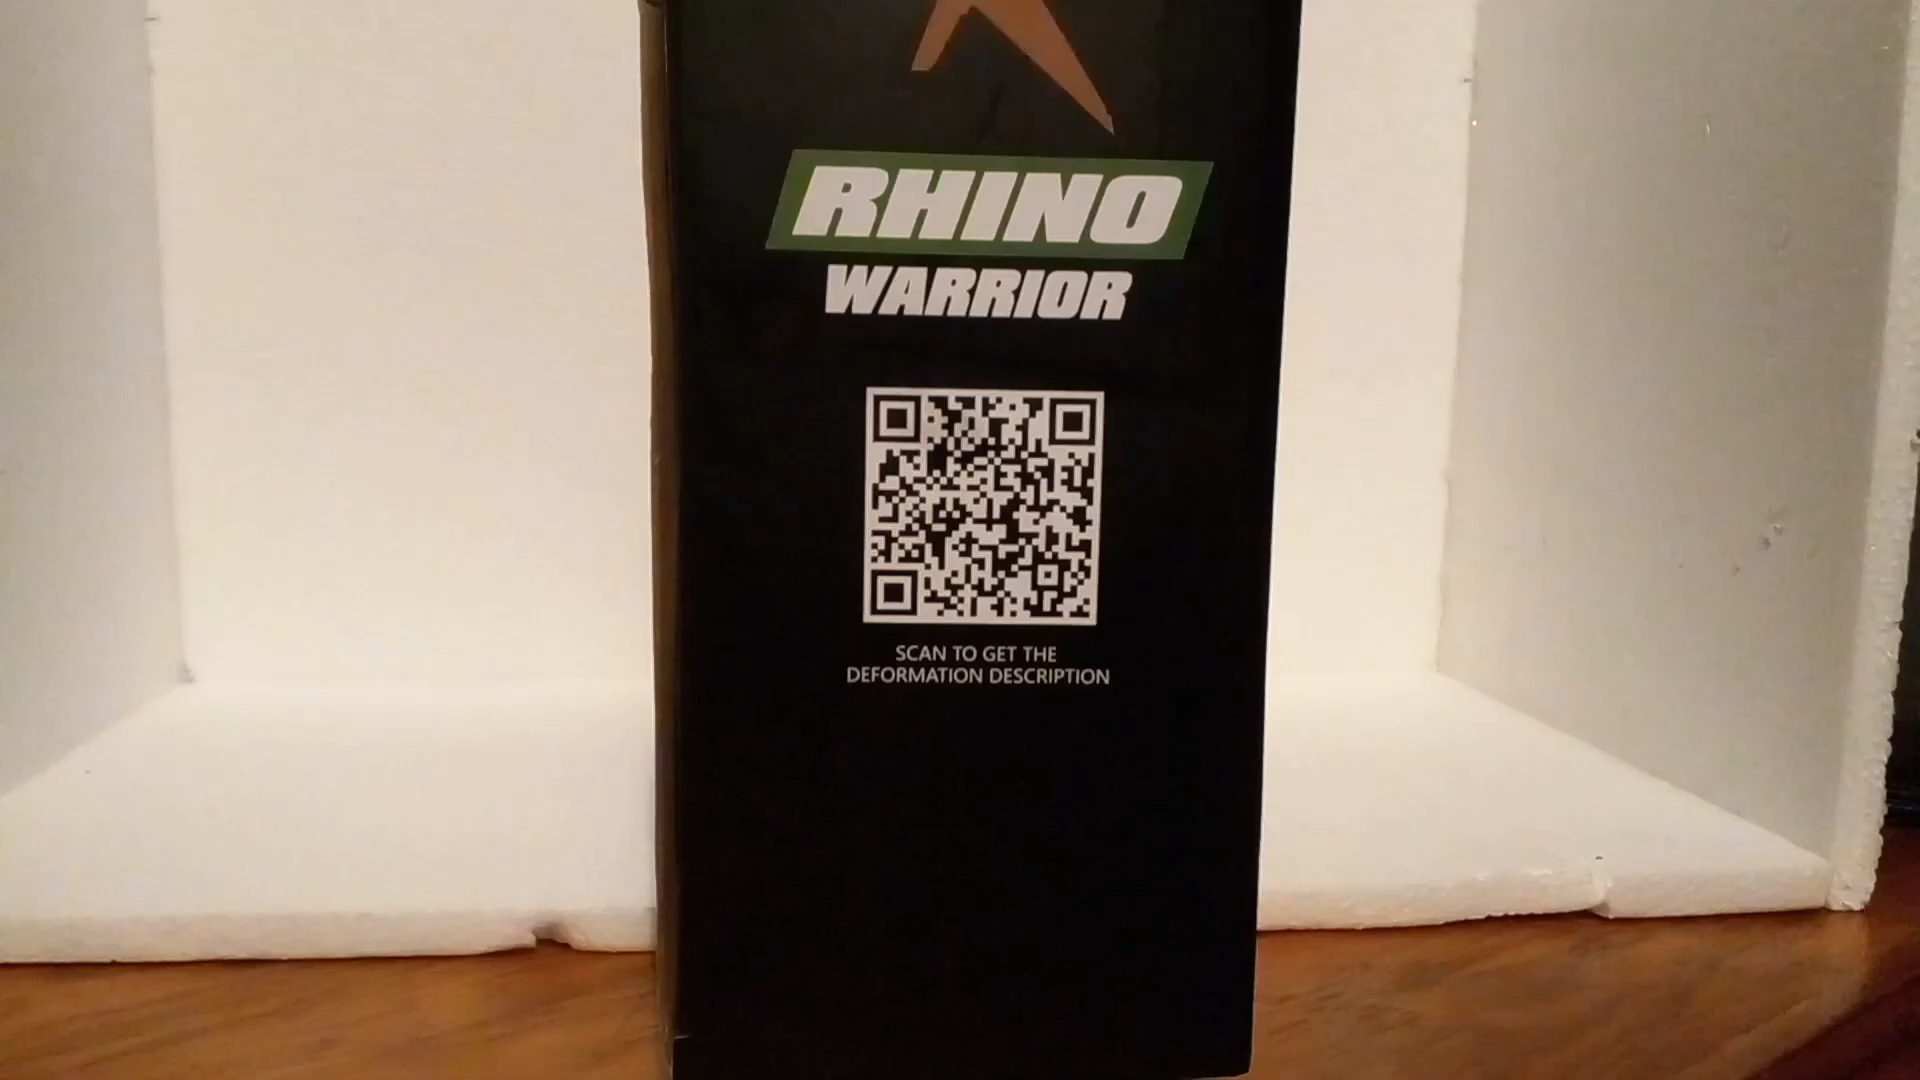 RHINO
WARRIOR
SCAN TO GET THE
DEFORMATION DESCRIPTION